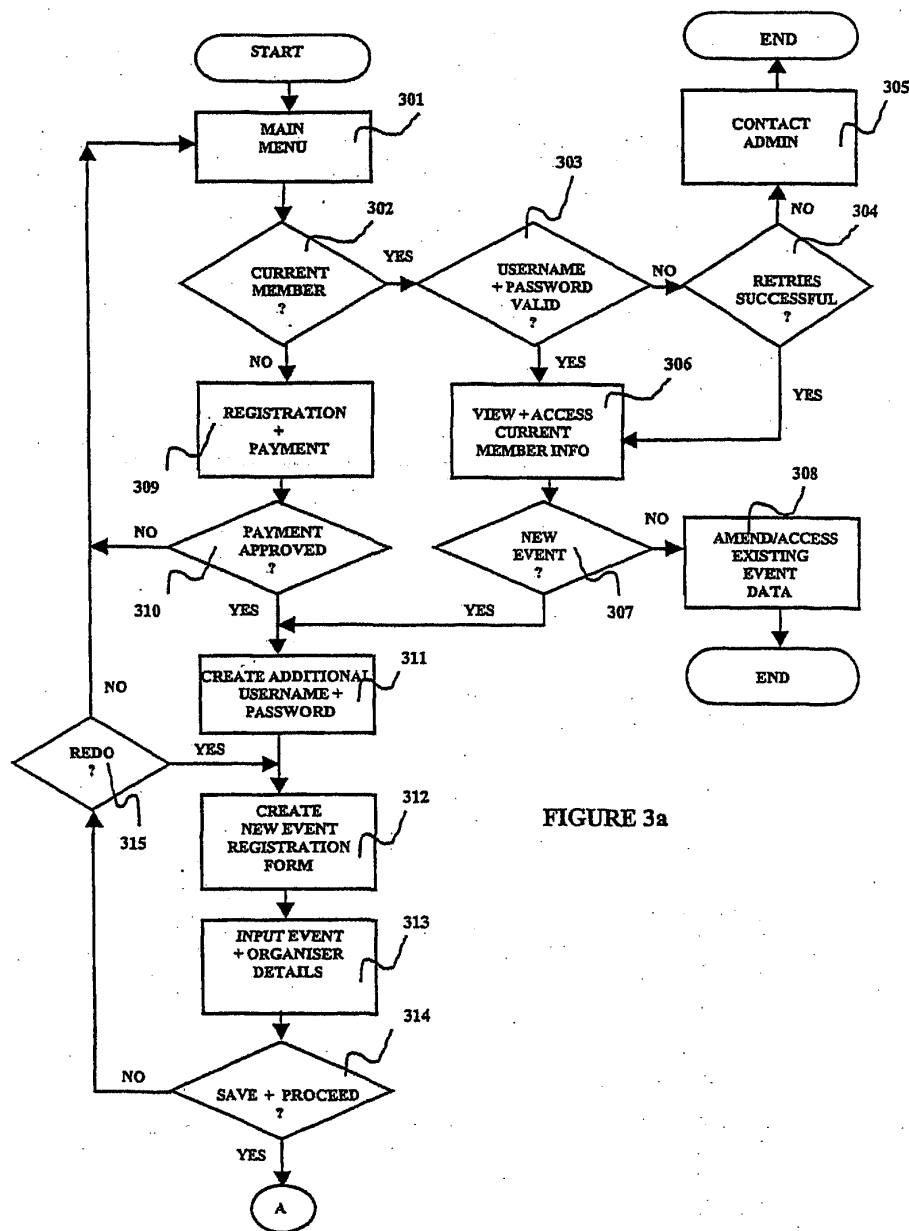 START
END
301
305
MAIN
MENU
CONTACT
ADMIN
303
302
NO
304
YES
CURRENT
MEMBER
?
USERNAME
+ PASSWORD
VALID
?
NO
RETRIES
SUCCESSFUL
?
NO
YES
306
YES
REGISTRATION
+
PAYMENT
VIEW + ACCESS
CURRENT
MEMBER INFO
309
308
NO
PAYMENT
APPROVED
?
NEW
EVENT
?
NO
AMEND/ACCESS
EXISTING
EVENT
DATA
310
YES
YES
307
311
CREATE ADDITIONAL
USERNAME +
PASSWORD
END
NO
REDO
?
YES
315
312
CREATE
NEW EVENT
REGISTRATION
FORM
FIGURE 3a
INPUT EVENT
+ ORGANISER
DETAILS
313
314
NO
SAVE + PROCEED
?
YES
A